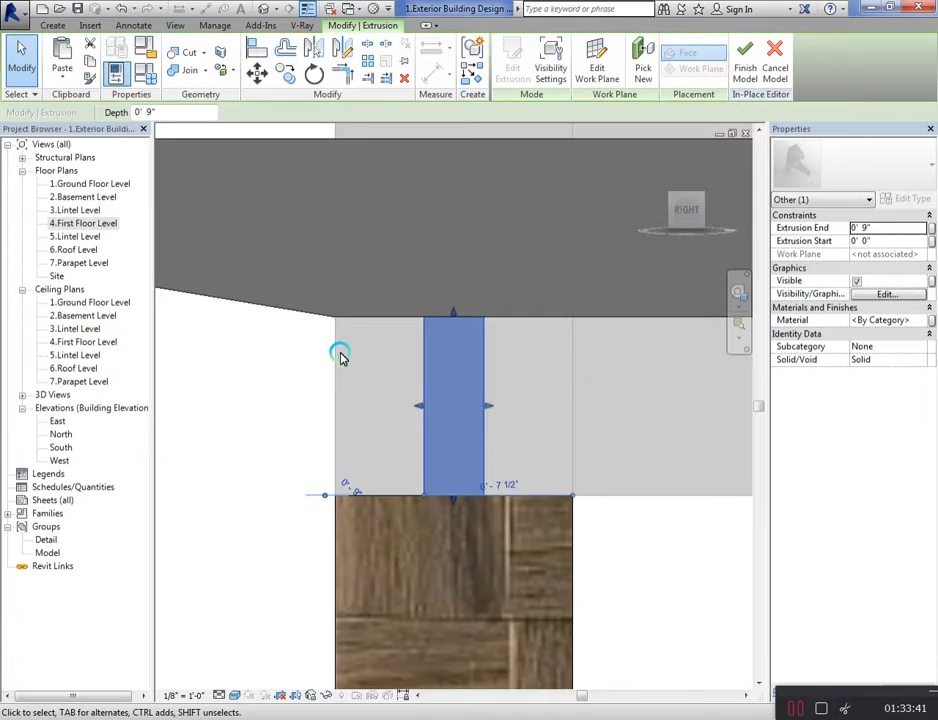 1.Exterior Building Design ...
Type a keyword or phrase
Sign In
Create
Insert
Annotate
View
Manage
Add-Ins
V-Ray
Modify | Extrusion
Modify
Paste
Cut
Join
Edit
Extrusion
Visibility
Settings
Edit
Work Plane
Pick
New
Face
Work Plane
Finish
Model
Cancel
Model
Select
Clipboard
Properties
Geometry
Modify
Measure
Create
Mode
Work Plane
Placement
In-Place Editor
Modify | Extrusion
Depth
0' 9"
Project Browser - 1.Exterior Buildi...
Views (all)
Structural Plans
Floor Plans
1.Ground Floor Level
2.Basement Level
3.Lintel Level
4.First Floor Level
5.Lintel Level
6.Roof Level
7.Parapet Level
Site
Ceiling Plans
1.Ground Floor Level
2.Basement Level
3.Lintel Level
4.First Floor Level
5.Lintel Level
6.Roof Level
7.Parapet Level
3D Views
Elevations (Building Elevation
East
North
South
West
Legends
Schedules/Quantities
Sheets (all)
Families
Groups
Detail
Model
Revit Links
RIGHT
0' - 9"
0' - 7 1/2"
Properties
Other (1)
Edit Type
Constraints
Extrusion End
0' 9"
Extrusion Start
0' 0"
Work Plane
<not associated>
Graphics
Visible
Visibility/Graphi...
Edit...
Materials and Finishes
Material
<By Category>
Identity Data
Subcategory
None
Solid/Void
Solid
1/8" = 1'-0"
Click to select, TAB for alternates, CTRL adds, SHIFT unselects.
01:33:41